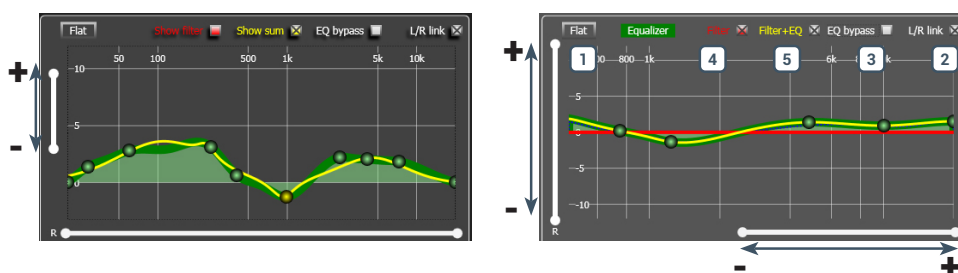 Flat Show filter Show sum EQ bypass L/R link
50 100 500 1k 5k 10k
+
10
5
-
0
R
Flat Equalizer Filter Filter+EQ EQ bypass L/R link
+
1 00 800 1k 4 5 6k 3 k 2
-5
0
-5
-
-10
R
- +